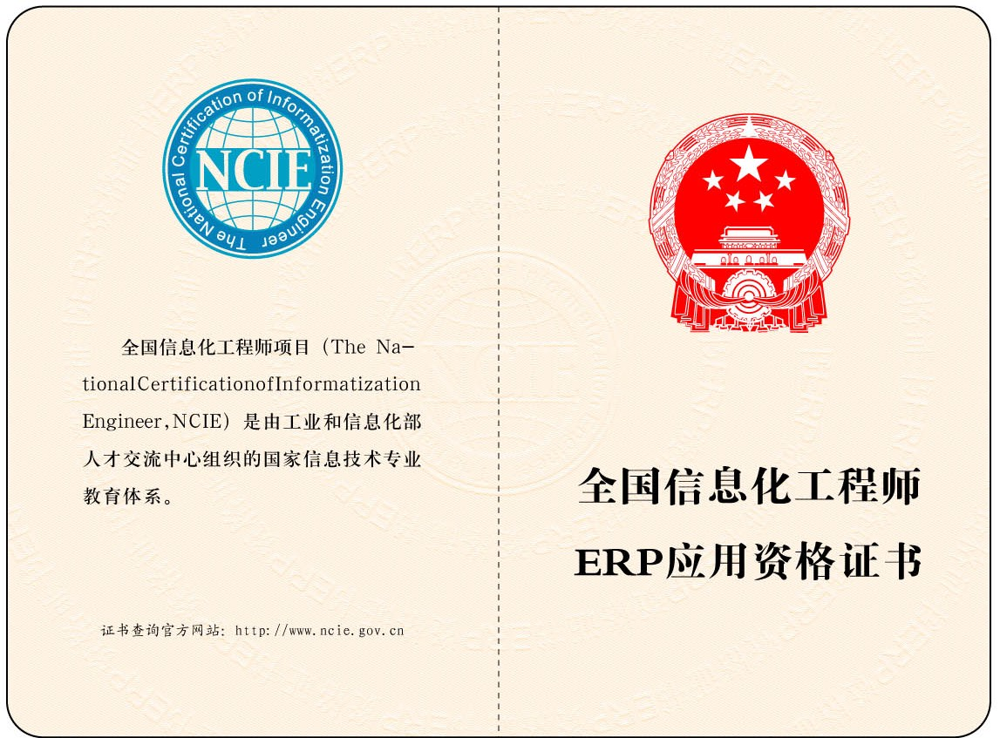 The National Certification of Informatization Engineer
NCIE
全国信息化工程师项目（The Na-
tionalCertificationofInformatization
Engineer,NCIE）是由工业和信息化部
人才交流中心组织的国家信息技术专业
教育体系。
证书查询官方网站: http://www.ncie.gov.cn
全国信息化工程师
ERP应用资格证书